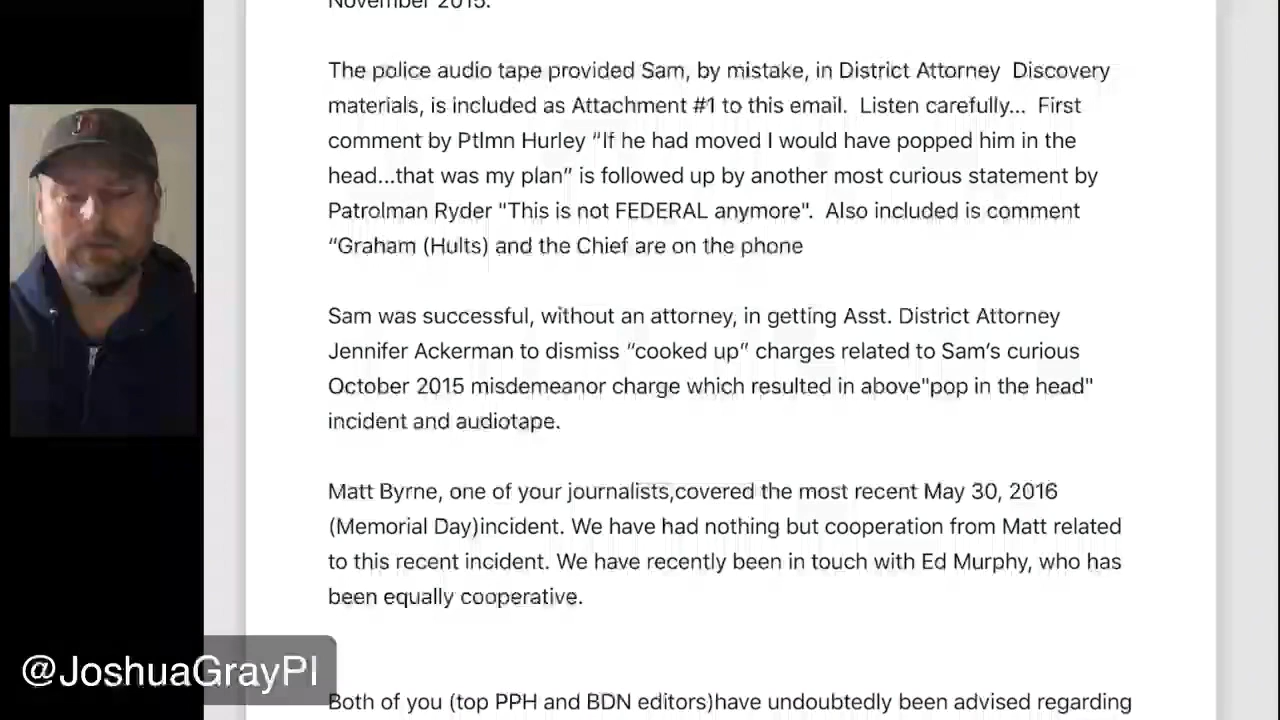 November 2015.
The police audio tape provided Sam, by mistake, in District Attorney  Discovery
materials, is included as Attachment #1 to this email.  Listen carefully...  First
comment by Ptlmn Hurley “If he had moved I would have popped him in the
head...that was my plan” is followed up by another most curious statement by
Patrolman Ryder "This is not FEDERAL anymore".  Also included is comment
“Graham (Hults) and the Chief are on the phone
Sam was successful, without an attorney, in getting Asst. District Attorney
Jennifer Ackerman to dismiss “cooked up” charges related to Sam’s curious
October 2015 misdemeanor charge which resulted in above"pop in the head"
incident and audiotape.
Matt Byrne, one of your journalists,covered the most recent May 30, 2016
(Memorial Day)incident. We have had nothing but cooperation from Matt related
to this recent incident. We have recently been in touch with Ed Murphy, who has
been equally cooperative.
Both of you (top PPH and BDN editors)have undoubtedly been advised regarding
@JoshuaGrayPI